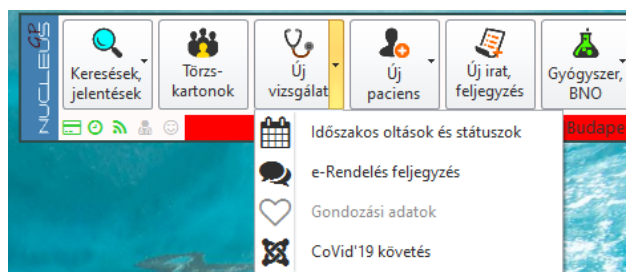 NUCLEUS GP
Keresések,
jelentések
Törzs-
kartonok
Új
vizsgálat
Új
paciens
Új irat,
feljegyzés
Gyógyszer,
BNO
Budape
Időszakos oltások és státuszok
e-Rendelés feljegyzés
Gondozási adatok
CoVid'19 követés